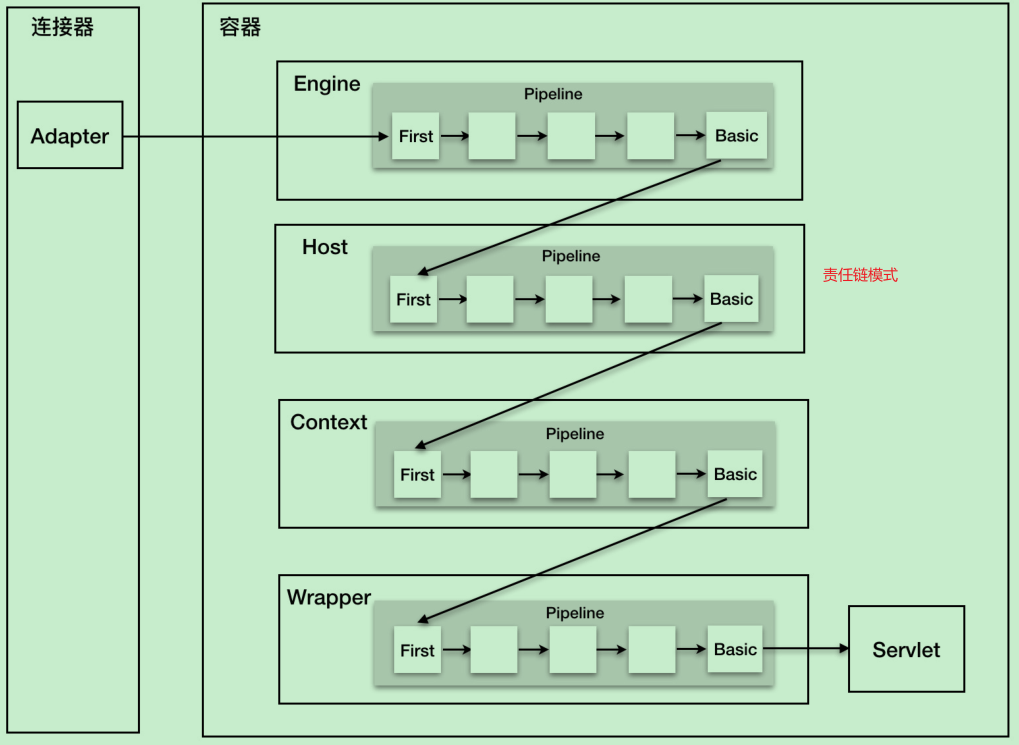 连接器
容器
Adapter
Engine
Pipeline
First
Basic
Host
Pipeline
First
Basic
责任链模式
Context
Pipeline
First
Basic
Wrapper
Pipeline
First
Basic
Servlet